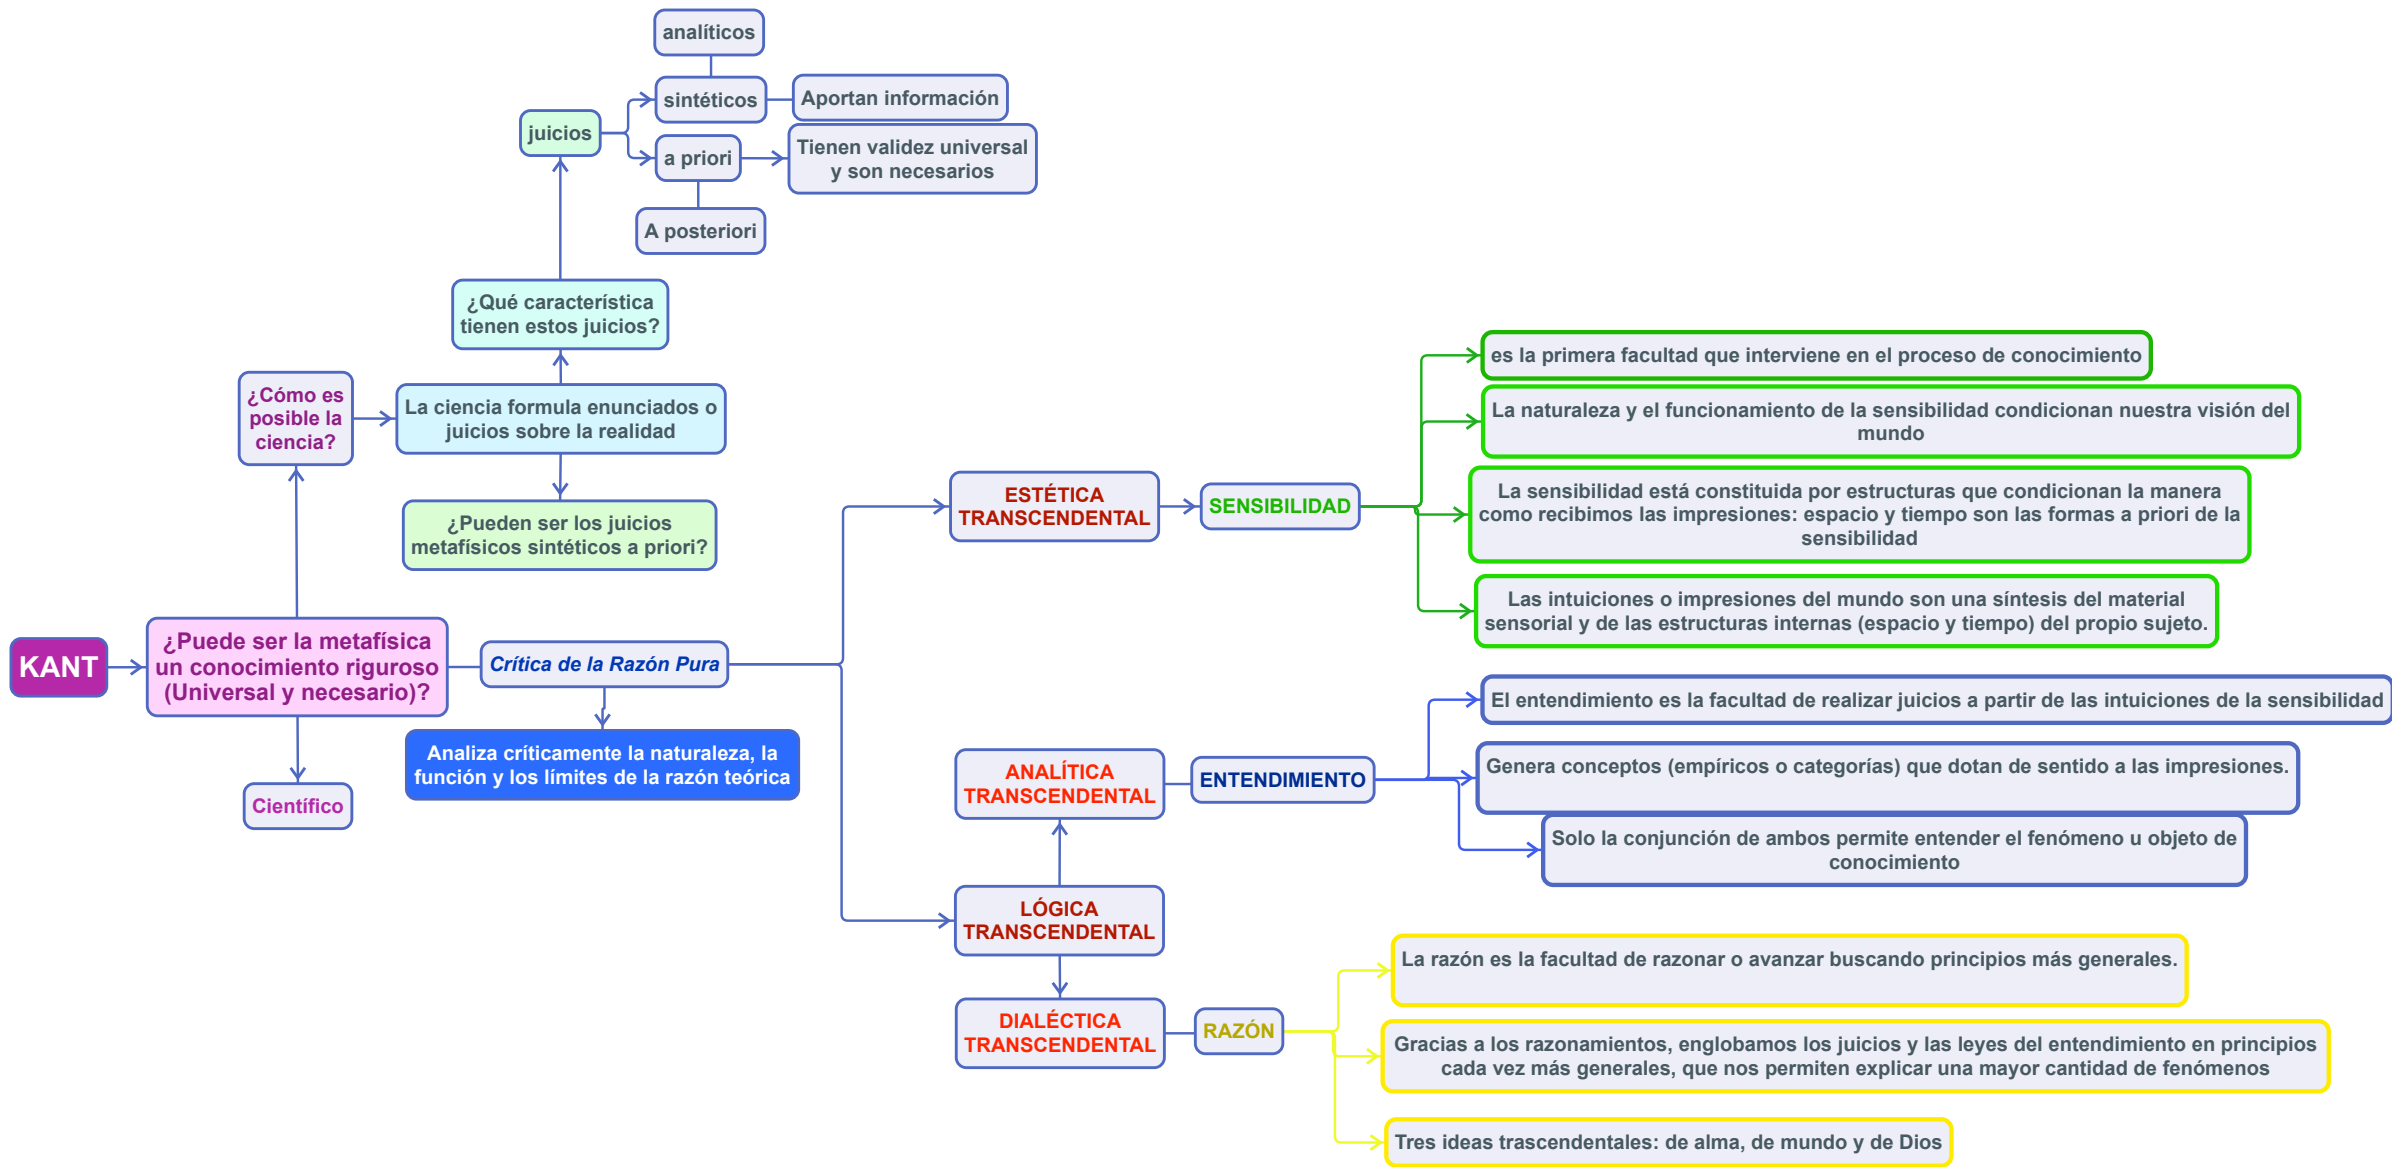 analíticos
sintéticos
Aportan información
juicios
a priori
Tienen validez universal
y son necesarios
A posteriori
¿Qué característica
tienen estos juicios?
¿Cómo es
posible la
ciencia?
La ciencia formula enunciados o
juicios sobre la realidad
¿Pueden ser los juicios
metafísicos sintéticos a priori?
KANT
¿Puede ser la metafísica
un conocimiento riguroso
(Universal y necesario)?
Científico
Crítica de la Razón Pura
Analiza críticamente la naturaleza, la
función y los límites de la razón teórica
ESTÉTICA
TRANSCENDENTAL
SENSIBILIDAD
es la primera facultad que interviene en el proceso de conocimiento
La naturaleza y el funcionamiento de la sensibilidad condicionan nuestra visión del
mundo
La sensibilidad está constituida por estructuras que condicionan la manera
como recibimos las impresiones: espacio y tiempo son las formas a priori de la
sensibilidad
Las intuiciones o impresiones del mundo son una síntesis del material
sensorial y de las estructuras internas (espacio y tiempo) del propio sujeto.
ANALÍTICA
TRANSCENDENTAL
ENTENDIMIENTO
El entendimiento es la facultad de realizar juicios a partir de las intuiciones de la sensibilidad
Genera conceptos (empíricos o categorías) que dotan de sentido a las impresiones.
Solo la conjunción de ambos permite entender el fenómeno u objeto de
conocimiento
LÓGICA
TRANSCENDENTAL
DIALÉCTICA
TRANSCENDENTAL
RAZÓN
La razón es la facultad de razonar o avanzar buscando principios más generales.
Gracias a los razonamientos, englobamos los juicios y las leyes del entendimiento en principios
cada vez más generales, que nos permiten explicar una mayor cantidad de fenómenos
Tres ideas trascendentales: de alma, de mundo y de Dios